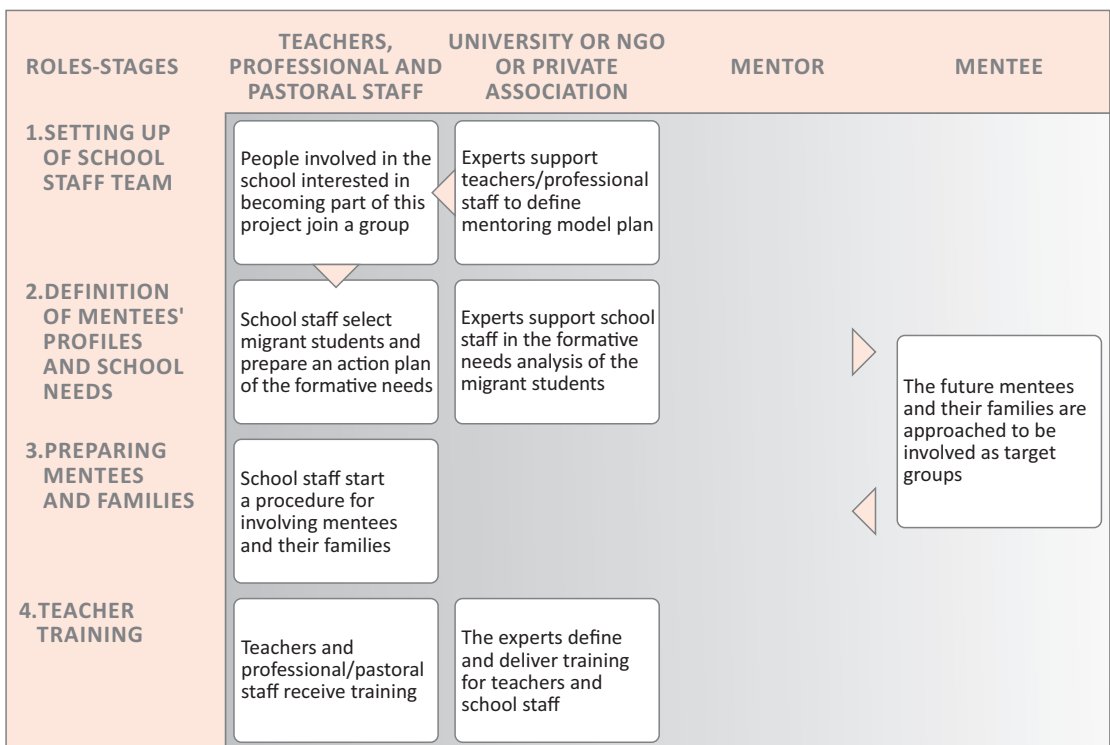 ROLES-STAGES
TEACHERS,
PROFESSIONAL AND
PASTORAL STAFF
UNIVERSITY OR NGO
OR PRIVATE
ASSOCIATION
MENTOR
MENTEE
1.SETTING UP
OF SCHOOL
STAFF TEAM
People involved in the
school interested in
becoming part of this
project join a group
Experts support
teachers/professional
staff to define
mentoring model plan
2.DEFINITION
OF MENTEES'
PROFILES
AND SCHOOL
NEEDS
School staff select
migrant students and
prepare an action plan
of the formative needs
Experts support school
staff in the formative
needs analysis of the
migrant students
The future mentees
and their families are
approached to be
involved as target
groups
3.PREPARING
MENTEES
AND FAMILIES
School staff start
a procedure for
involving mentees
and their families
4.TEACHER
TRAINING
Teachers and
professional/pastoral
staff receive training
The experts define
and deliver training
for teachers and
school staff